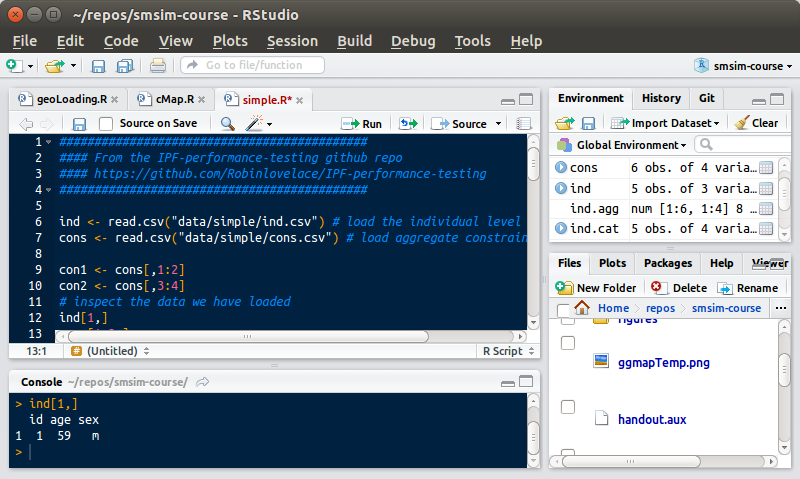 ~/repos/smsim-course - RStudio
File Edit Code View Plots Session Build Debug Tools Help
Go to file/function
smsim-course
geoLoading.R cMap.R simple.R*
Source on Save Run Source
1 ############################################
2 #### From the IPF-performance-testing github repo
3 #### https://github.com/Robinlovelace/IPF-performance-testing
4 ############################################
5
6 ind <- read.csv("data/simple/ind.csv") # load the individual level
7 cons <- read.csv("data/simple/cons.csv") # load aggregate constrain
8
9 con1 <- cons[,1:2]
10 con2 <- cons[,3:4]
11 # inspect the data we have loaded
12 ind[1,]
13
13:1 (Untitled) R Script
Console ~/repos/smsim-course/
> ind[1,]
id age sex
1 1 59 m
>
Environment History Git
Import Dataset Clear
Global Environment
cons 6 obs. of 4 varia…
ind 5 obs. of 3 varia…
ind.agg num [1:6, 1:4] 8 …
ind.cat 5 obs. of 4 varia…
Files Plots Packages Help Viewer
New Folder Delete Rename
Home repos smsim-course ...
figures
ggmapTemp.png
handout.aux